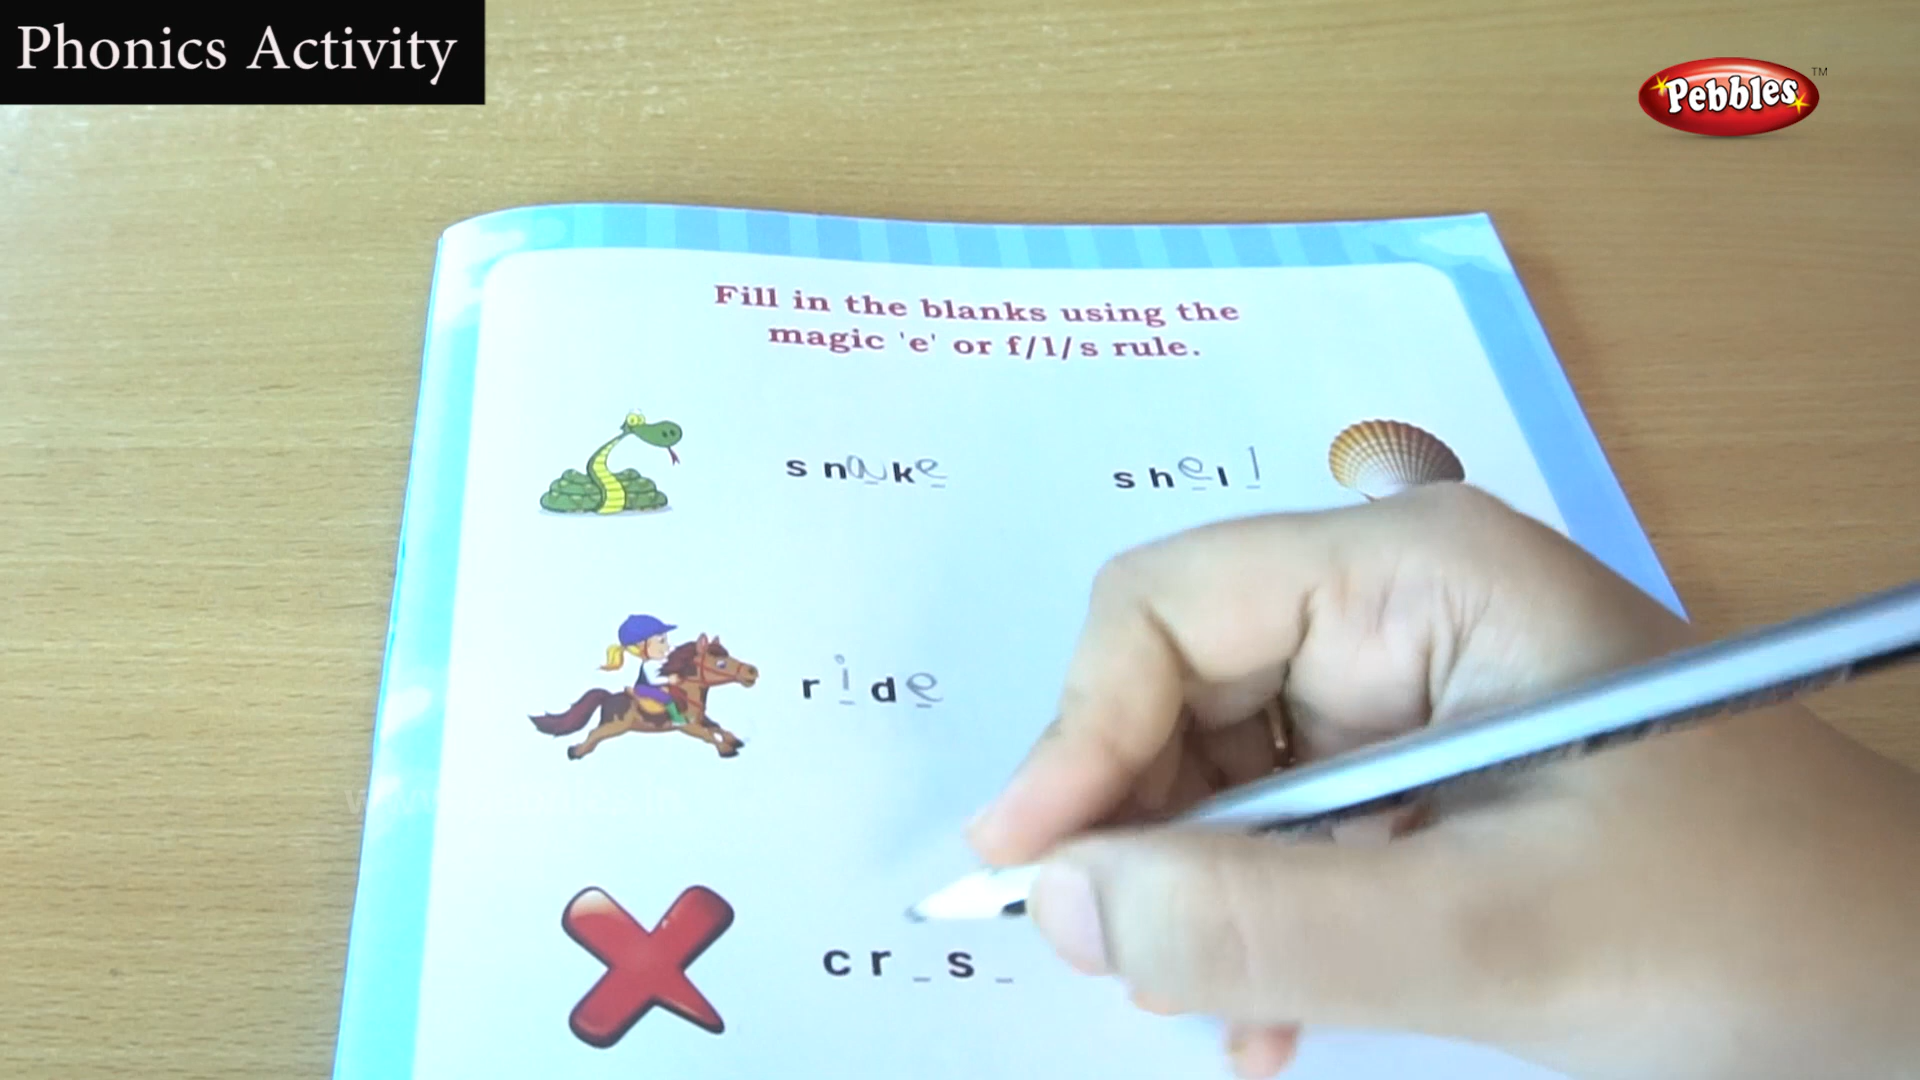 Phonics Activity
Pebbles TM
Fill in the blanks using the
magic 'e' or f/l/s rule.
snake
shell
ride
cr_s_